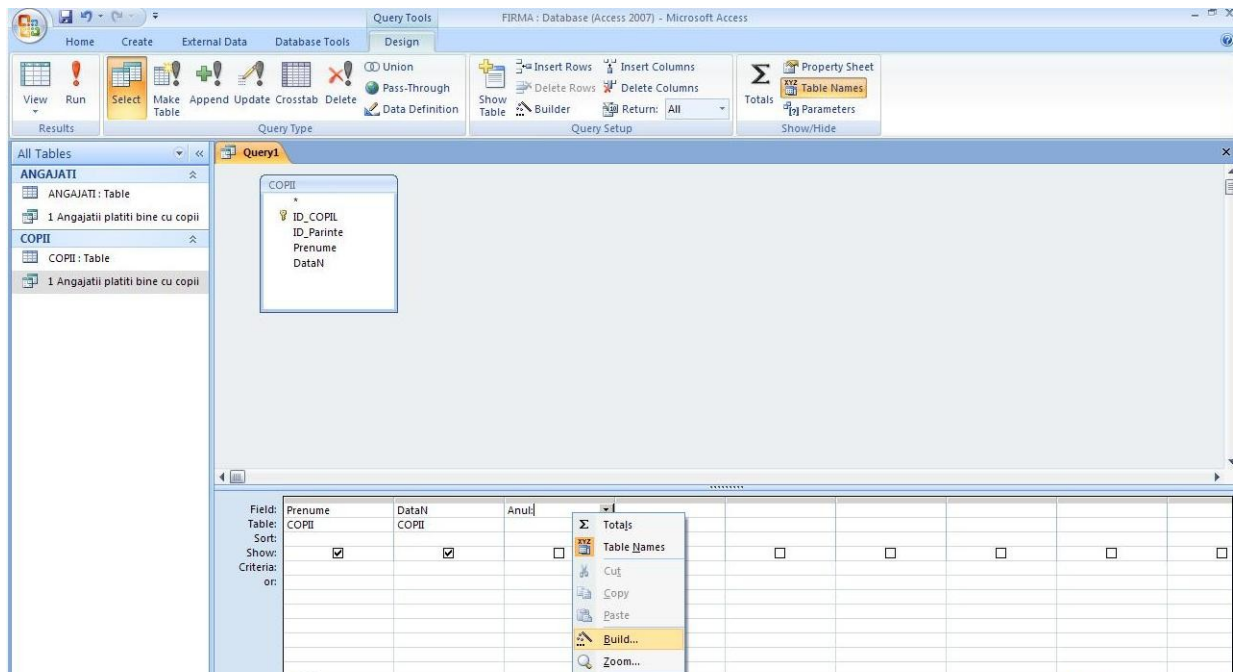 Query Tools
FIRMA : Database (Access 2007) - Microsoft Access
Home Create External Data Database Tools Design
View
Run
Select
Make Table
Append
Update
Crosstab
Delete
Union
Pass-Through
Data Definition
Show Table
Insert Rows
Delete Rows
Builder
Insert Columns
Delete Columns
Return: All
Totals
Property Sheet
Table Names
Parameters
Results
Query Type
Query Setup
Show/Hide
All Tables
ANGAJATI
ANGAJATI : Table
1 Angajatii platiti bine cu copii
COPII
COPII : Table
1 Angajatii platiti bine cu copii
Query1
COPII
*
ID_COPIL
ID_Parinte
Prenume
DataN
Field: Prenume DataN Anul:
Table: COPII COPII
Sort:
Show:
Criteria:
or:
Totals
Table Names
Cut
Copy
Paste
Build...
Zoom...